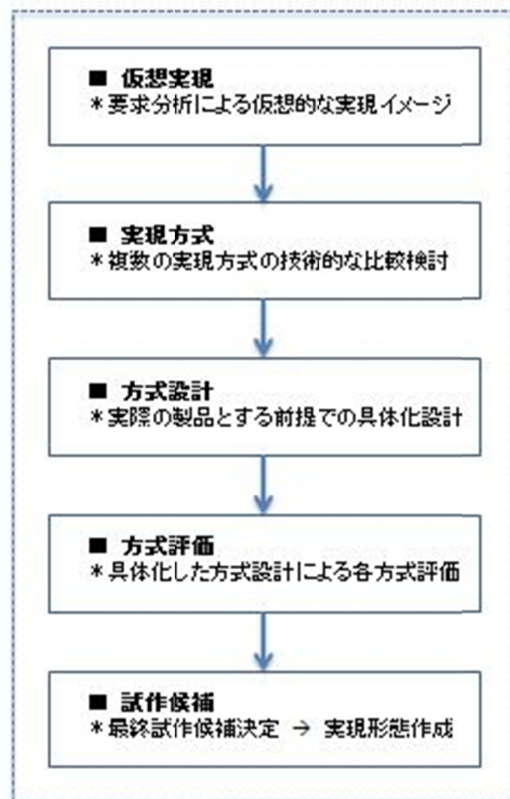 ■ 仮想実現
*要求分析による仮想的な実現イメージ
■ 実現方式
*複数の実現方式の技術的な比較検討
■ 方式設計
*実際の製品とする前提での具体化設計
■ 方式評価
*具体化した方式設計による各方式評価
■ 試作候補
*最終試作候補決定 → 実現形態作成